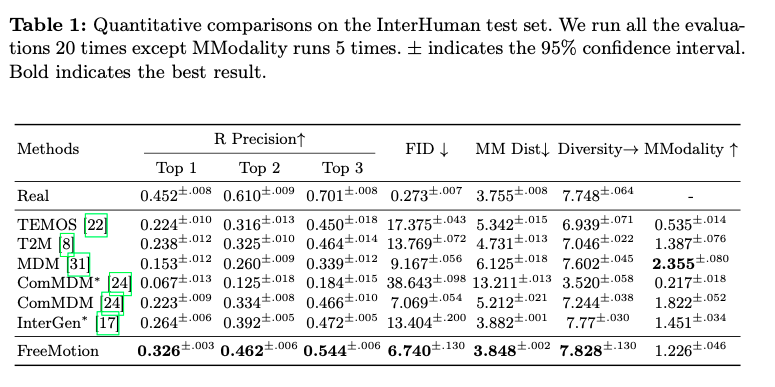 Table 1: Quantitative comparisons on the InterHuman test set. We run all the evalua-
tions 20 times except MModality runs 5 times. ± indicates the 95% confidence interval.
Bold indicates the best result.
Methods R Precision↑ FID ↓ MM Dist↓ Diversity→ MModality ↑
Top 1 Top 2 Top 3
Real 0.452±.008 0.610±.009 0.701±.008 0.273±.007 3.755±.008 7.748±.064 -
TEMOS [22] 0.224±.010 0.316±.013 0.450±.018 17.375±.043 5.342±.015 6.939±.071 0.535±.014
T2M [8] 0.238±.012 0.325±.010 0.464±.014 13.769±.072 4.731±.013 7.046±.022 1.387±.076
MDM [31] 0.153±.012 0.260±.009 0.339±.012 9.167±.056 6.125±.018 7.602±.045 2.355±.080
ComMDM* [24] 0.067±.013 0.125±.018 0.184±.015 38.643±.098 13.211±.013 3.520±.058 0.217±.018
ComMDM [24] 0.223±.009 0.334±.008 0.466±.010 7.069±.054 5.212±.021 7.244±.038 1.822±.052
InterGen* [17] 0.264±.006 0.392±.005 0.472±.005 13.404±.200 3.882±.001 7.77±.030 1.451±.034
FreeMotion 0.326±.003 0.462±.006 0.544±.006 6.740±.130 3.848±.002 7.828±.130 1.226±.046